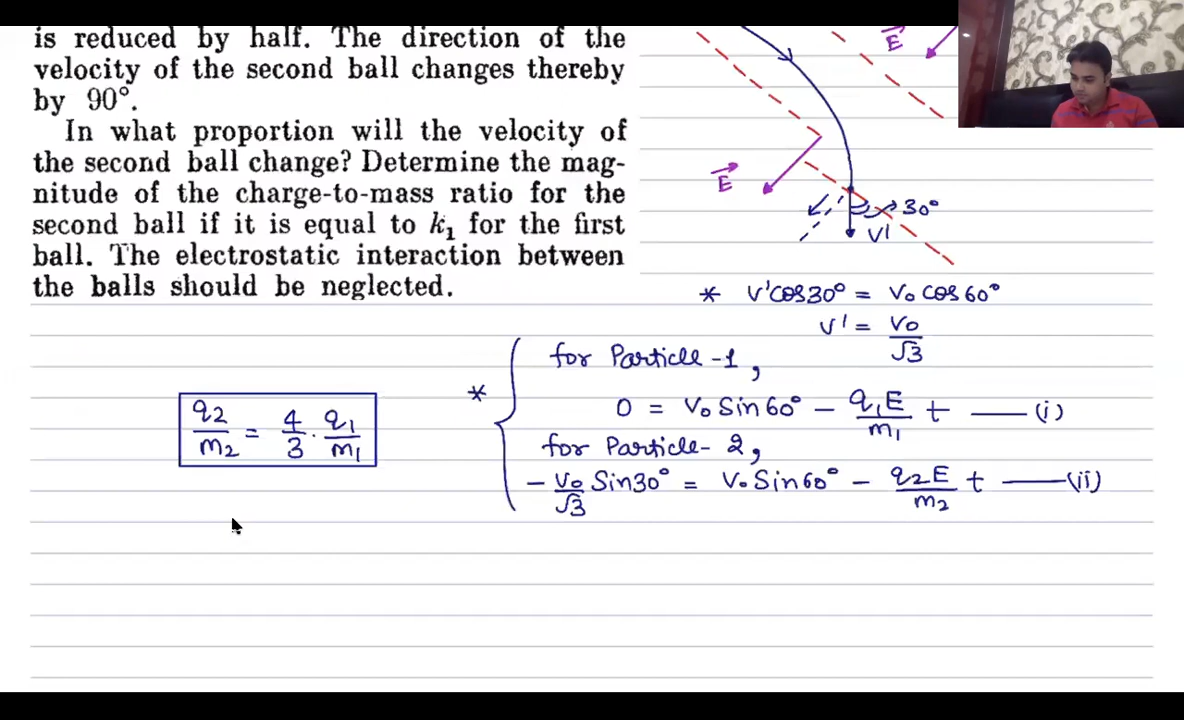 is reduced by half. The direction of the
velocity of the second ball changes thereby
by 90°.
In what proportion will the velocity of
the second ball change? Determine the mag-
nitude of the charge-to-mass ratio for the
second ball if it is equal to k₁ for the first
ball. The electrostatic interaction between
the balls should be neglected.
E⃗
E⃗
30°
V'
* V'cos30° = V₀ cos60°
V' = V₀/√3
* for Particle-1,
0 = V₀ Sin60° − (q₁E/m₁) t —— (i)
for Particle-2,
− (V₀/√3) Sin30° = V₀ Sin60° − (q₂E/m₂) t —— (ii)
q₂/m₂ = 4/3 · q₁/m₁